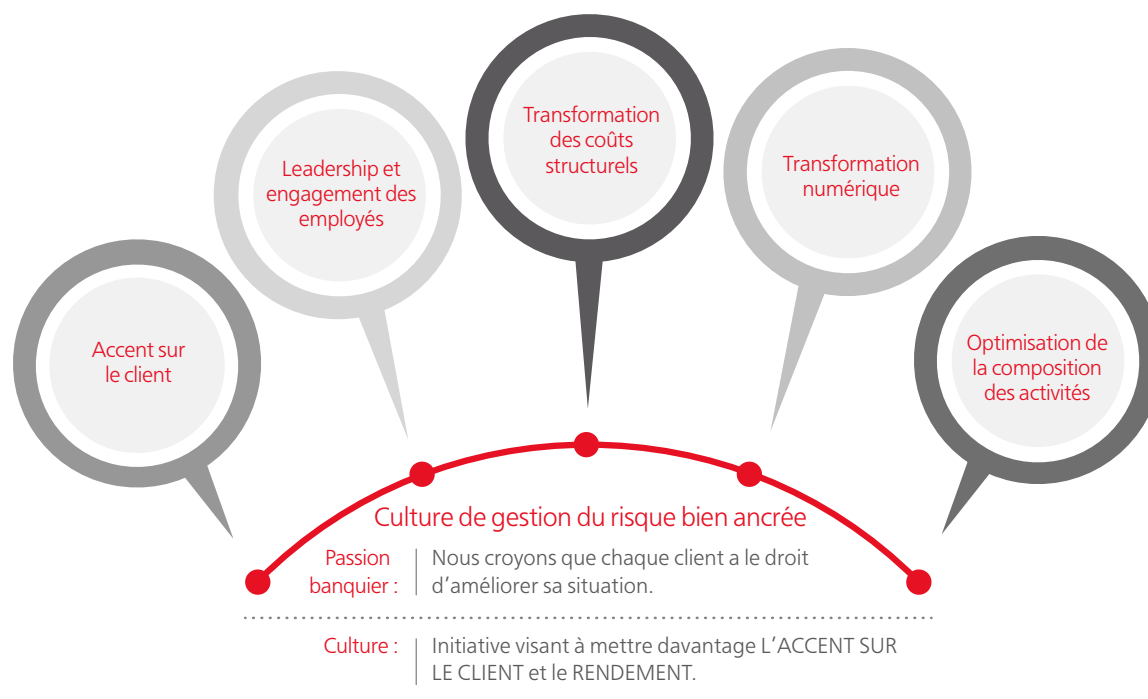 Accent sur
le client
Leadership et
engagement des
employés
Transformation
des coûts
structurels
Transformation
numérique
Optimisation de
la composition
des activités
Culture de gestion du risque bien ancrée
Passion
banquier :
Nous croyons que chaque client a le droit
d’améliorer sa situation.
Culture :
Initiative visant à mettre davantage L’ACCENT SUR
LE CLIENT et le RENDEMENT.